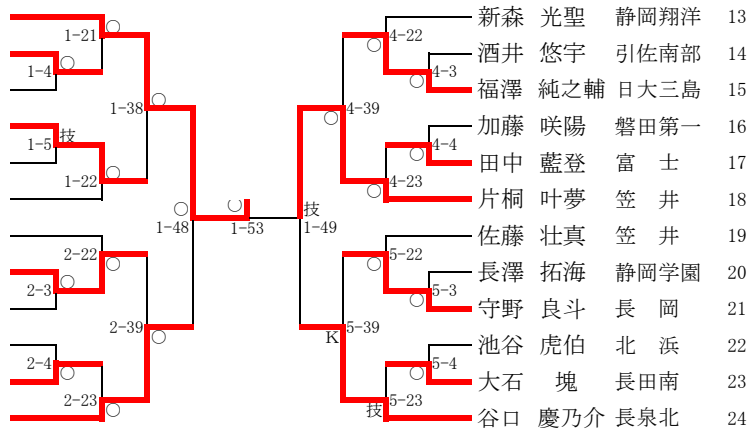 新森 光聖 静岡翔洋 13
1-21 ○ ○ 4-22
酒井 悠宇 引佐南部 14
1-4 ○ 4-3
○ 福澤 純之輔 日大三島 15
1-38 ○ ○ 4-39
加藤 咲陽 磐田第一 16
1-5 技 4-4
○ 田中 藍登 富士 17
1-22 ○ ○ 4-23
片桐 叶夢 笠井 18
○ 技
1-48 1-53 1-49
佐藤 壮真 笠井 19
2-22 ○ ○ 5-22
長澤 拓海 静岡学園 20
2-3 ○ 5-3
○ 守野 良斗 長岡 21
2-39 ○ K 5-39
池谷 虎伯 北浜 22
2-4 ○ 5-4
○ 大石 塊 長田南 23
2-23 ○ 技 5-23
谷口 慶乃介 長泉北 24